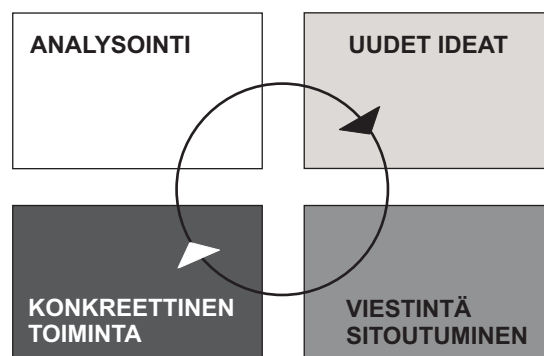 ANALYSOINTI
UUDET IDEAT
KONKREETTINEN
TOIMINTA
VIESTINTÄ
SITOUTUMINEN